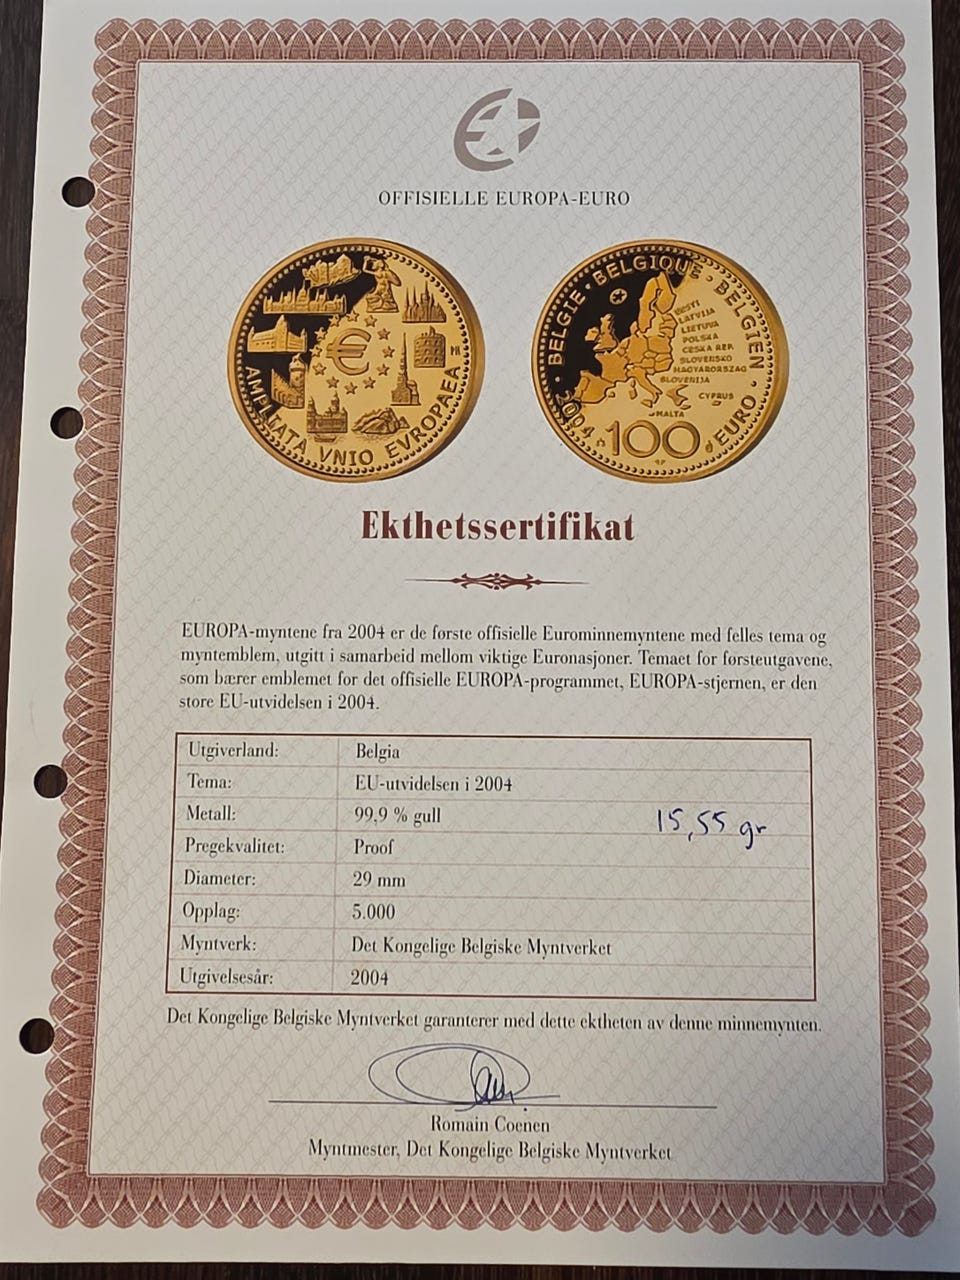 OFFISIELLE EUROPA-EURO
AMPLIATA VNIO EVROPAEA
BELGIË · BELGIQUE · BELGIEN ·
EESTI
LATVIJA
LIETUVA
POLSKA
CESKA REP.
SLOVENSKO
MAGYARORSZAG
SLOVENIJA
CYPRUS
MALTA
2004
100
EURO
Ekthetssertifikat
EUROPA-myntene fra 2004 er de første offisielle Eurominnemyntene med felles tema og
myntemblem, utgitt i samarbeid mellom viktige Euronasjoner. Temaet for førsteutgavene,
som bærer emblemet for det offisielle EUROPA-programmet, EUROPA-stjernen, er den
store EU-utvidelsen i 2004.
Utgiverland: Belgia
Tema: EU-utvidelsen i 2004
Metall: 99,9 % gull 15,55 gr
Pregekvalitet: Proof
Diameter: 29 mm
Opplag: 5.000
Myntverk: Det Kongelige Belgiske Myntverket
Utgivelsesår: 2004
Det Kongelige Belgiske Myntverket garanterer med dette ektheten av denne minnemynten.
Romain Coenen
Myntmester, Det Kongelige Belgiske Myntverket